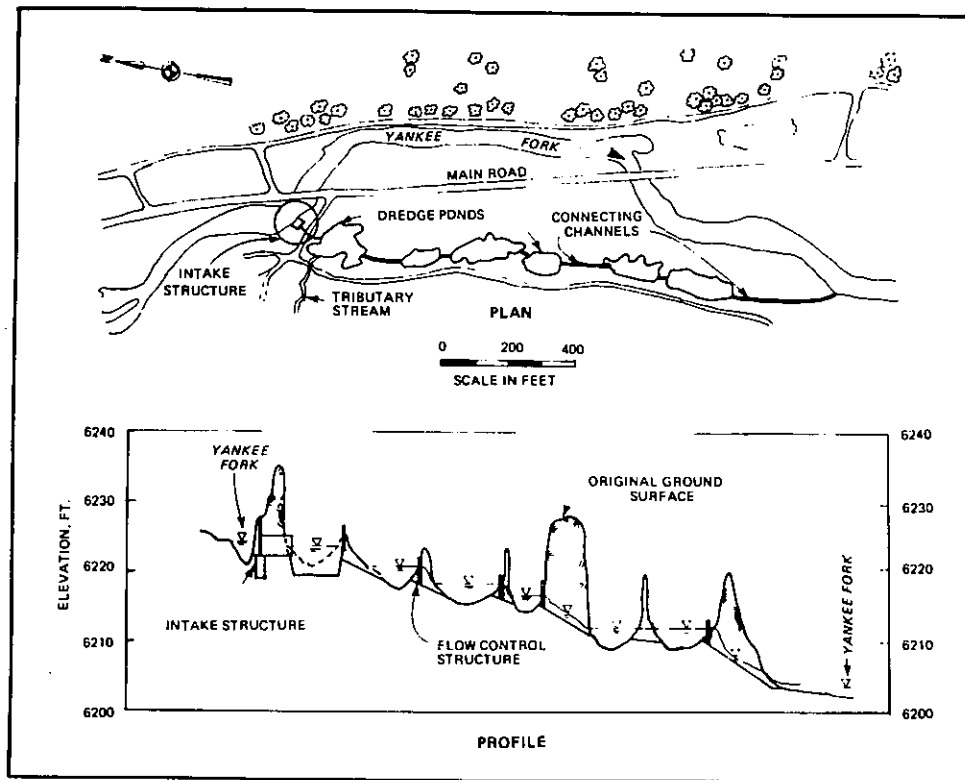 YANKEE
FORK
MAIN ROAD
DREDGE PONDS
CONNECTING
CHANNELS
INTAKE
STRUCTURE
TRIBUTARY
STREAM
PLAN
0 200 400
SCALE IN FEET
6240
6230
6220
6210
6200
ELEVATION, FT.
YANKEE
FORK
ORIGINAL GROUND
SURFACE
INTAKE STRUCTURE
FLOW CONTROL
STRUCTURE
6240
6230
6220
6210
6200
YANKEE FORK
PROFILE